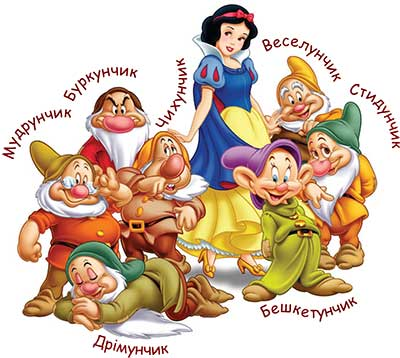 Мудрунчик
Буркунчик
Чихунчик
Веселунчик
Стидунчик
Бешкетунчик
Дрімунчик